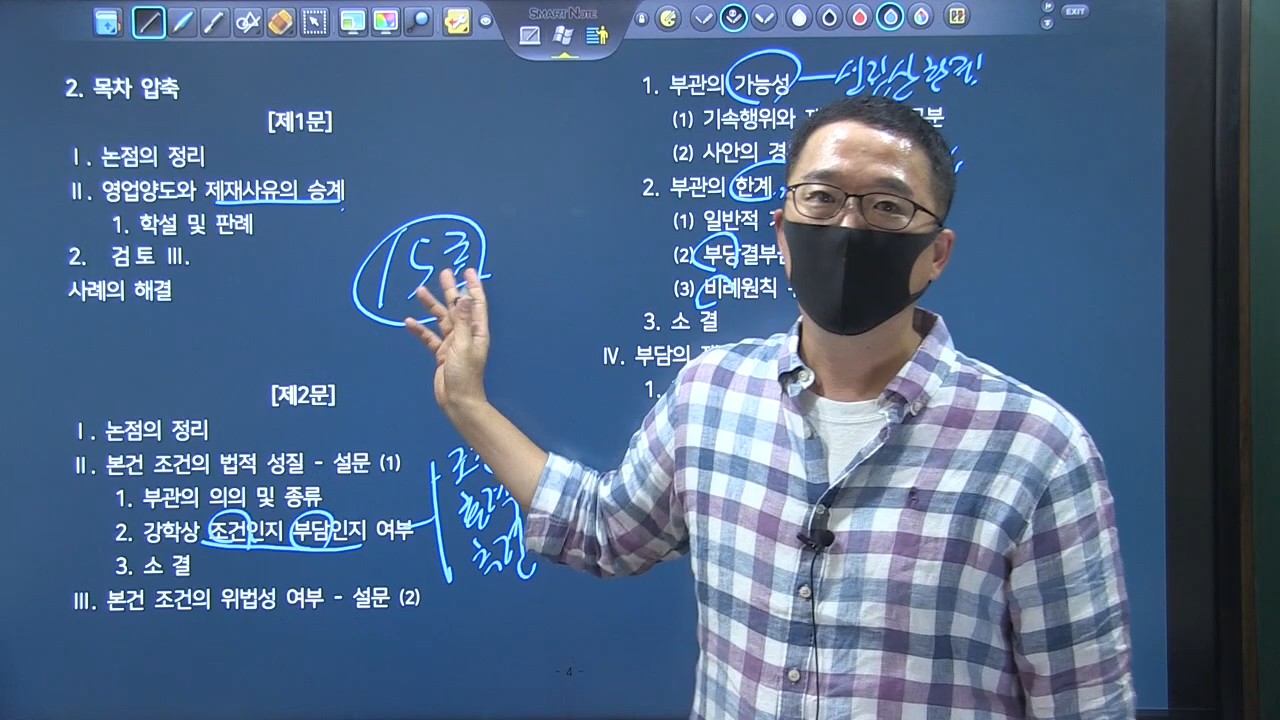 SMART NOTE
EXIT
2. 목차 압축
[제1문]
Ⅰ. 논점의 정리
Ⅱ. 영업양도와 제재사유의 승계
1. 학설 및 판례
2. 검토 Ⅲ.
사례의 해결
[제2문]
Ⅰ. 논점의 정리
Ⅱ. 본건 조건의 법적 성질 - 설문 (1)
1. 부관의 의의 및 종류
2. 강학상 조건인지 부담인지 여부
3. 소 결
Ⅲ. 본건 조건의 위법성 여부 - 설문 (2)
1. 부관의 가능성
(1) 기속행위와
(2) 사안의
2. 부관의 한계
(1) 일반적
(2) 부당결부
(3) 비례원칙
3. 소 결
Ⅳ. 부담의
1.
- 4 -